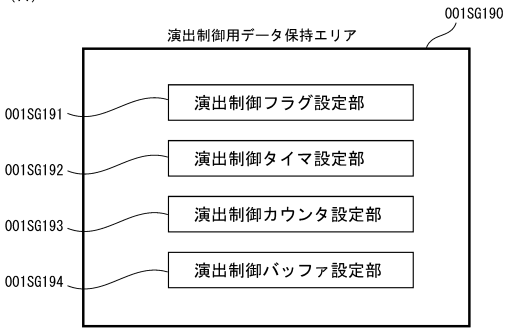 001SG190
演出制御用データ保持エリア
001SG191
演出制御フラグ設定部
001SG192
演出制御タイマ設定部
001SG193
演出制御カウンタ設定部
001SG194
演出制御バッファ設定部